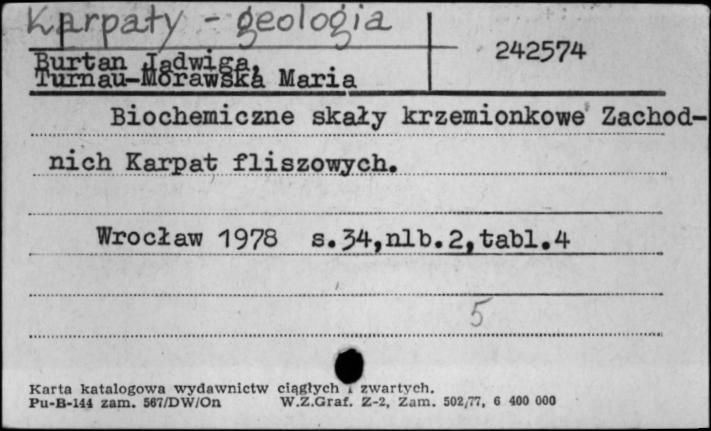 Karpaty - geologia
242574
Burtan Jadwiga,
Turnau-Morawska Maria
Biochemiczne skały krzemionkowe Zachod-
nich Karpat fliszowych.
Wrocław 1978 s.34,nlb.2,tabl.4
5
Karta katalogowa wydawnictw ciągłych i zwartych.
Pu-B-144 zam. 567/DW/On W.Z.Graf. Z-2, Zam. 502/77, 6 400 000